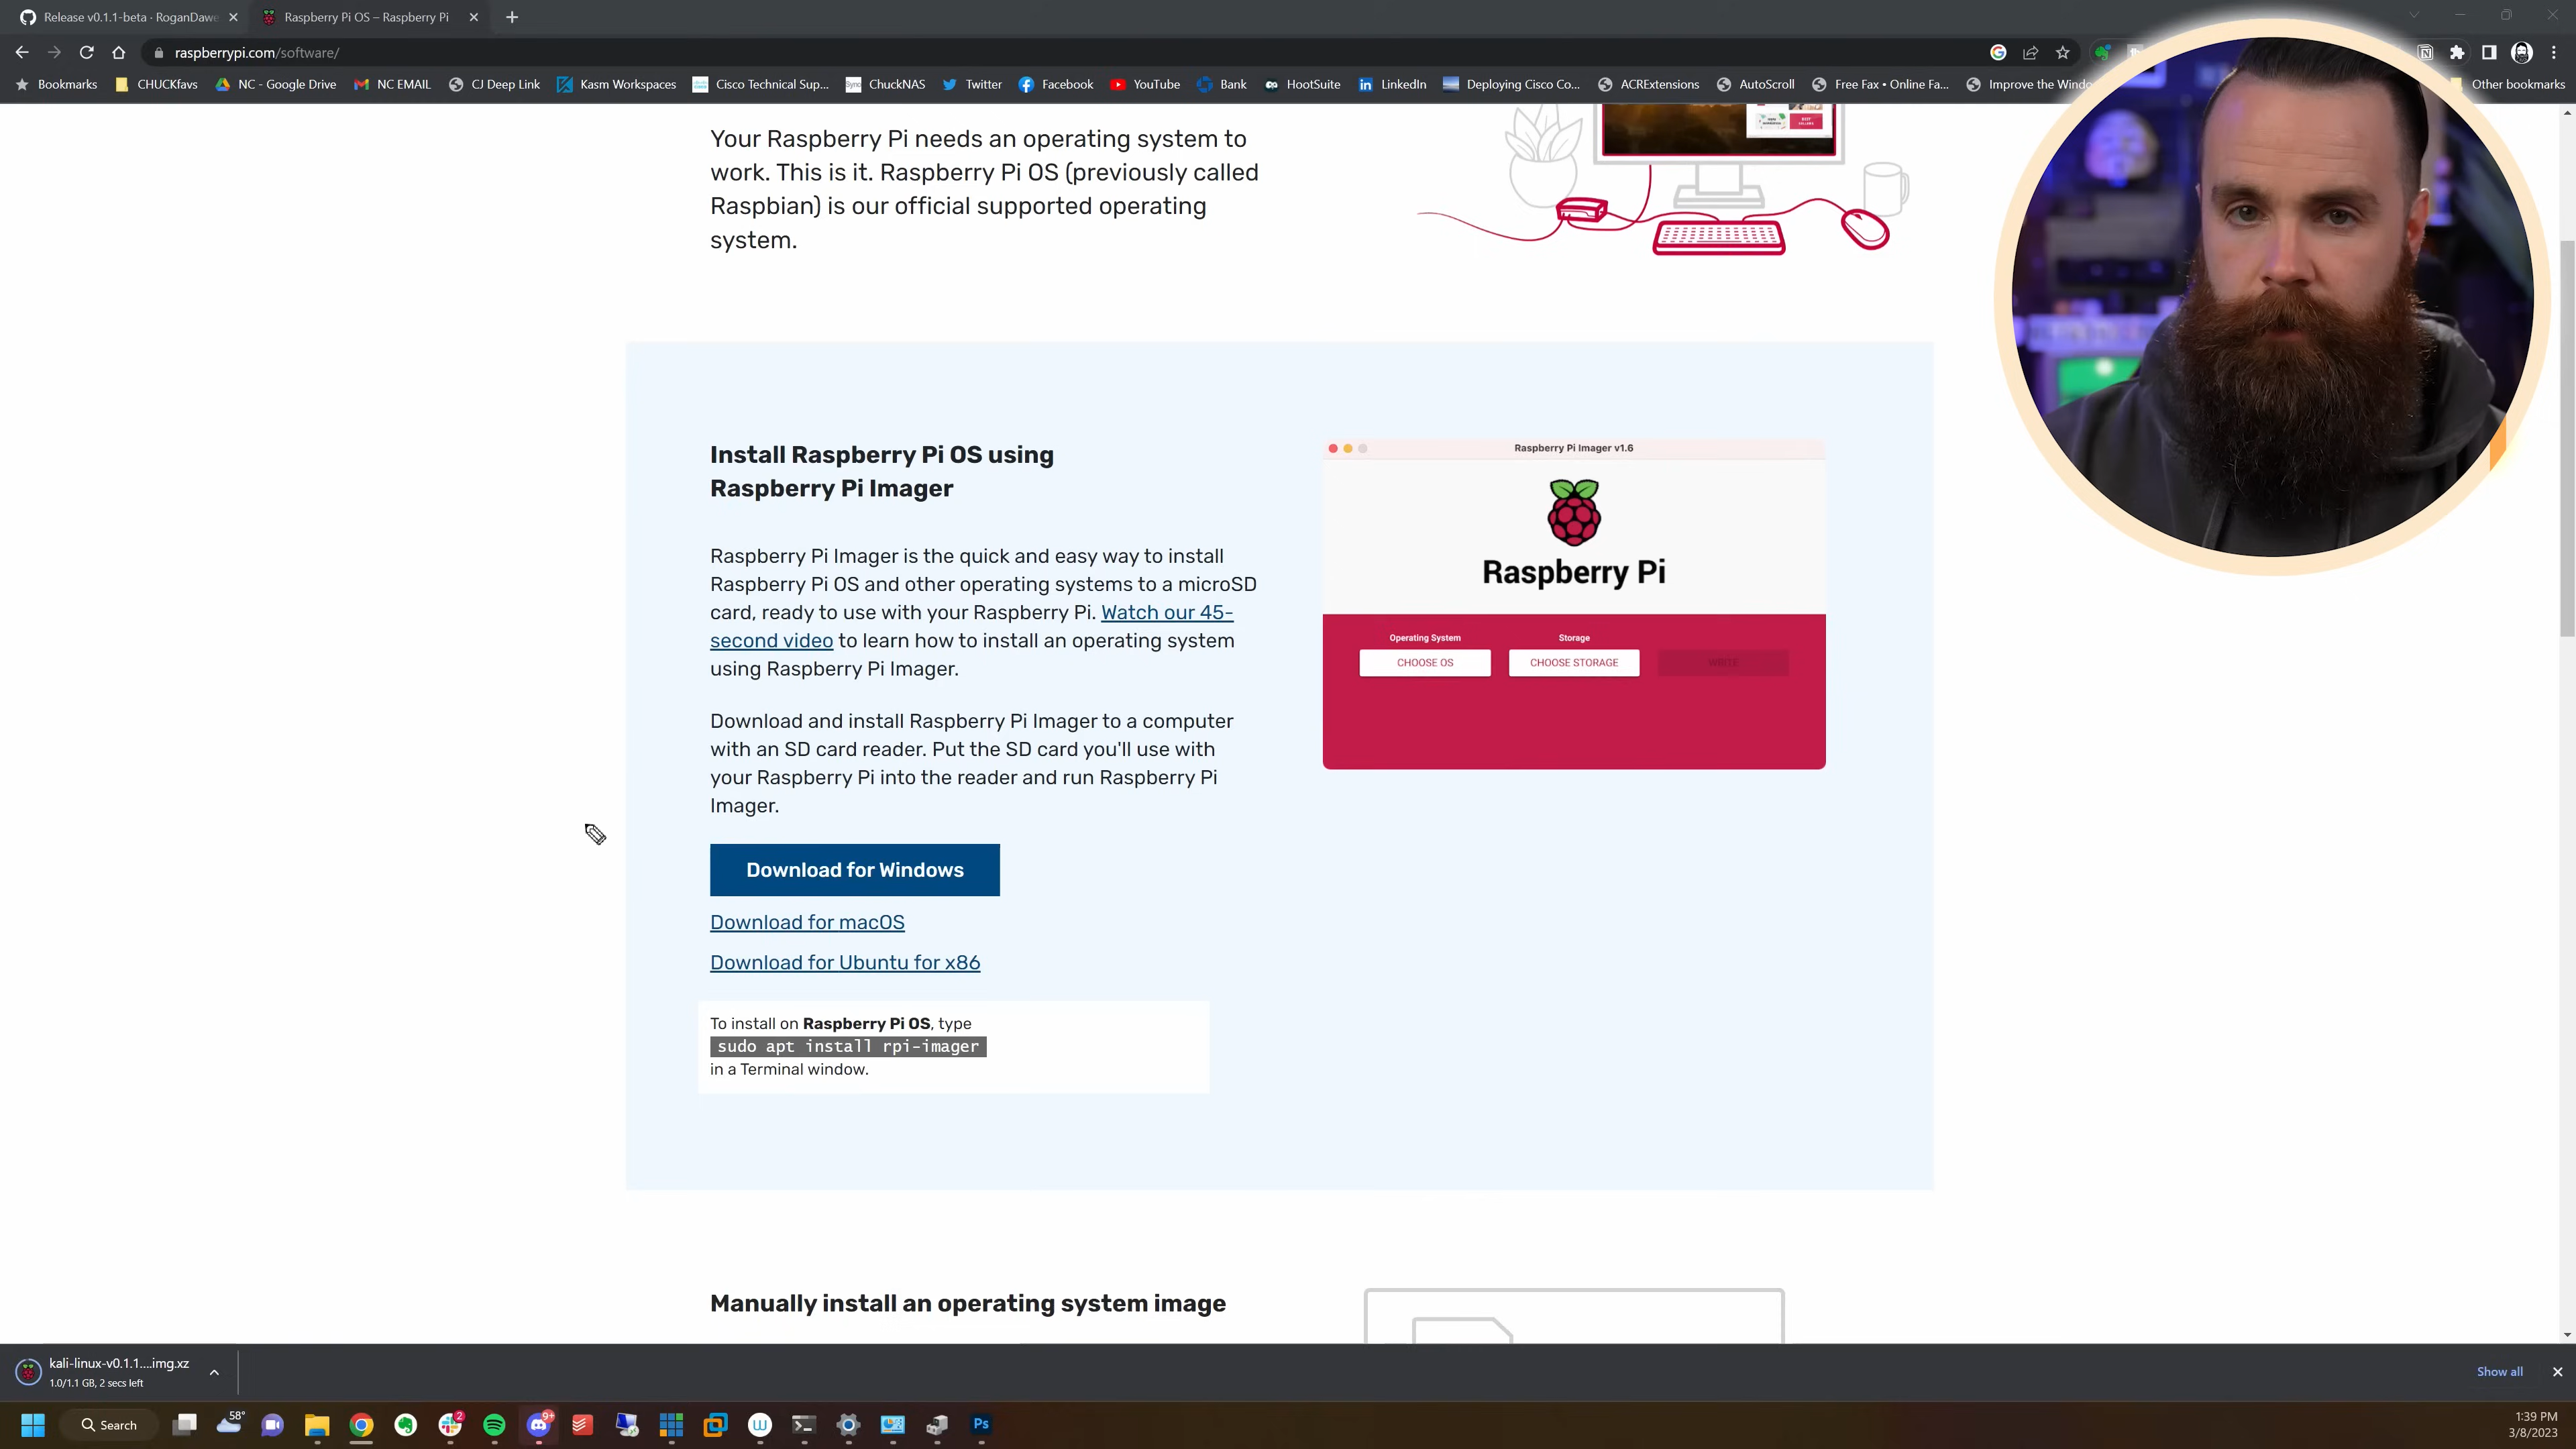 Release v0.1.1-beta · RoganDawe
Raspberry Pi OS – Raspberry Pi
raspberrypi.com/software/
Bookmarks
CHUCKfavs
NC - Google Drive
NC EMAIL
CJ Deep Link
Kasm Workspaces
Cisco Technical Sup...
ChuckNAS
Twitter
Facebook
YouTube
Bank
HootSuite
LinkedIn
Deploying Cisco Co...
ACRExtensions
AutoScroll
Free Fax • Online Fa...
Improve the Windo
Other bookmarks
Your Raspberry Pi needs an operating system to
work. This is it. Raspberry Pi OS (previously called
Raspbian) is our official supported operating
system.
Install Raspberry Pi OS using
Raspberry Pi Imager
Raspberry Pi Imager is the quick and easy way to install
Raspberry Pi OS and other operating systems to a microSD
card, ready to use with your Raspberry Pi. Watch our 45-
second video to learn how to install an operating system
using Raspberry Pi Imager.
Download and install Raspberry Pi Imager to a computer
with an SD card reader. Put the SD card you'll use with
your Raspberry Pi into the reader and run Raspberry Pi
Imager.
Download for Windows
Download for macOS
Download for Ubuntu for x86
To install on Raspberry Pi OS, type
sudo apt install rpi-imager
in a Terminal window.
Raspberry Pi Imager v1.6
Raspberry Pi
Operating System
Storage
CHOOSE OS
CHOOSE STORAGE
WRITE
Manually install an operating system image
kali-linux-v0.1.1....img.xz
1.0/1.1 GB, 2 secs left
Show all
Search
58°
2
9+
Ps
1:39 PM
3/8/2023